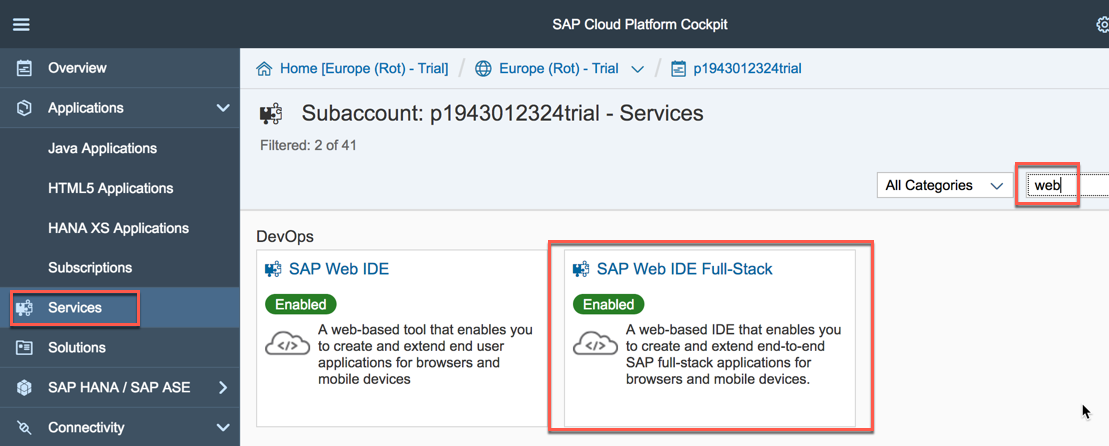 SAP Cloud Platform Cockpit
Overview
Applications
Java Applications
HTML5 Applications
HANA XS Applications
Subscriptions
Services
Solutions
SAP HANA / SAP ASE
Connectivity
Home [Europe (Rot) - Trial] / Europe (Rot) - Trial / p1943012324trial
Subaccount: p1943012324trial - Services
Filtered: 2 of 41
All Categories
web
DevOps
SAP Web IDE
Enabled
</>
A web-based tool that enables you
to create and extend end user
applications for browsers and
mobile devices
SAP Web IDE Full-Stack
Enabled
</>
A web-based IDE that enables you
to create and extend end-to-end
SAP full-stack applications for
browsers and mobile devices.